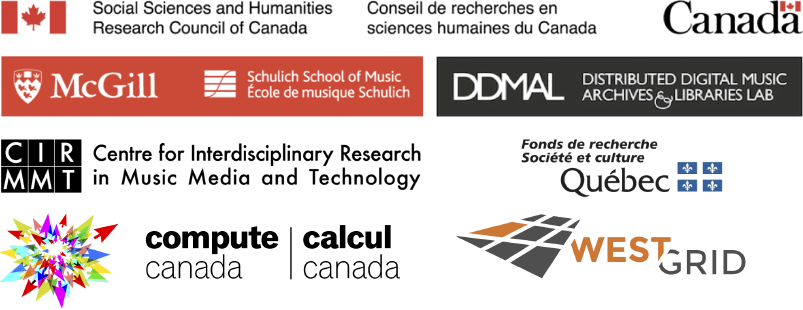 Social Sciences and Humanities
Research Council of Canada
Conseil de recherches en
sciences humaines du Canada
Canada
McGill
Schulich School of Music
École de musique Schulich
DDMAL
DISTRIBUTED DIGITAL MUSIC
ARCHIVES & LIBRARIES LAB
CIR
MMT
Centre for Interdisciplinary Research
in Music Media and Technology
Fonds de recherche
Société et culture
Québec
compute
canada
calcul
canada
WESTGRID